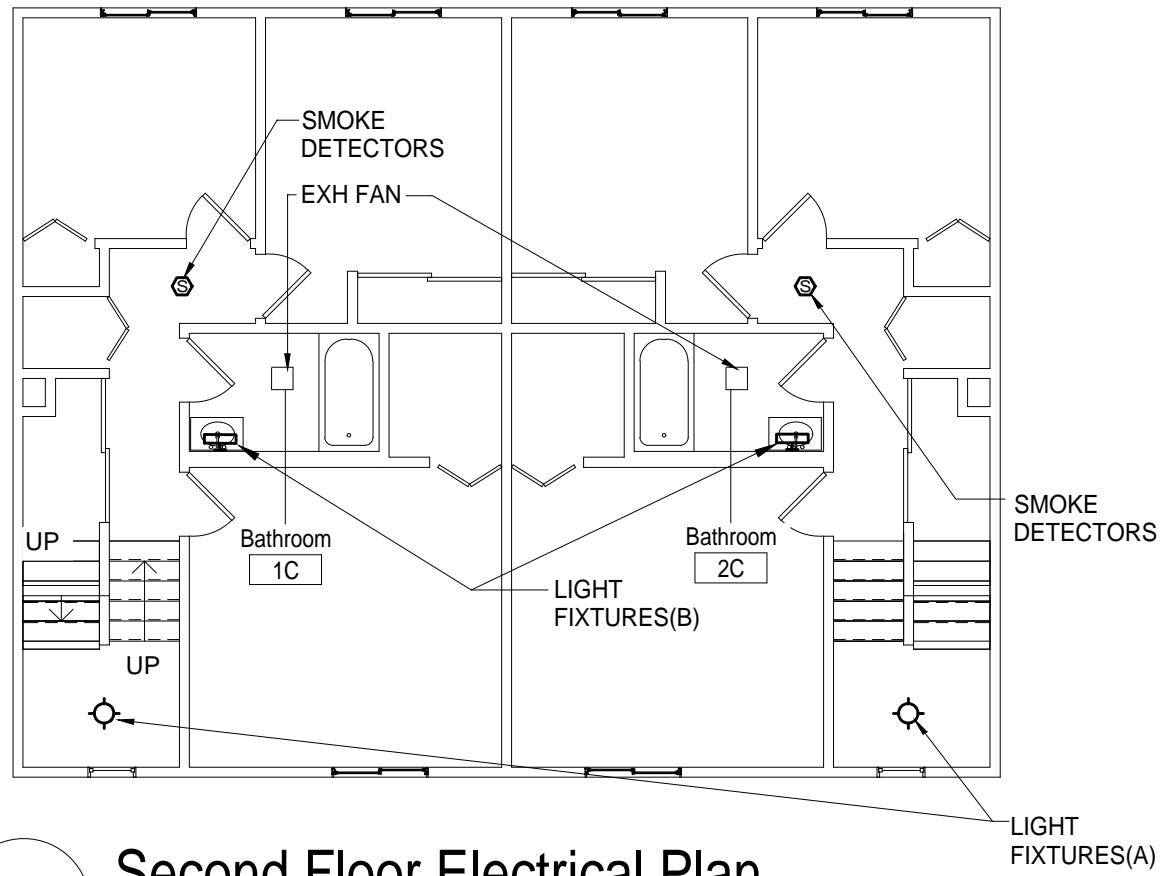 SMOKE
DETECTORS
EXH FAN
S
S
SMOKE
DETECTORS
UP
Bathroom
1C
Bathroom
2C
LIGHT
FIXTURES(B)
UP
LIGHT
FIXTURES(A)
Second Floor Electrical Plan